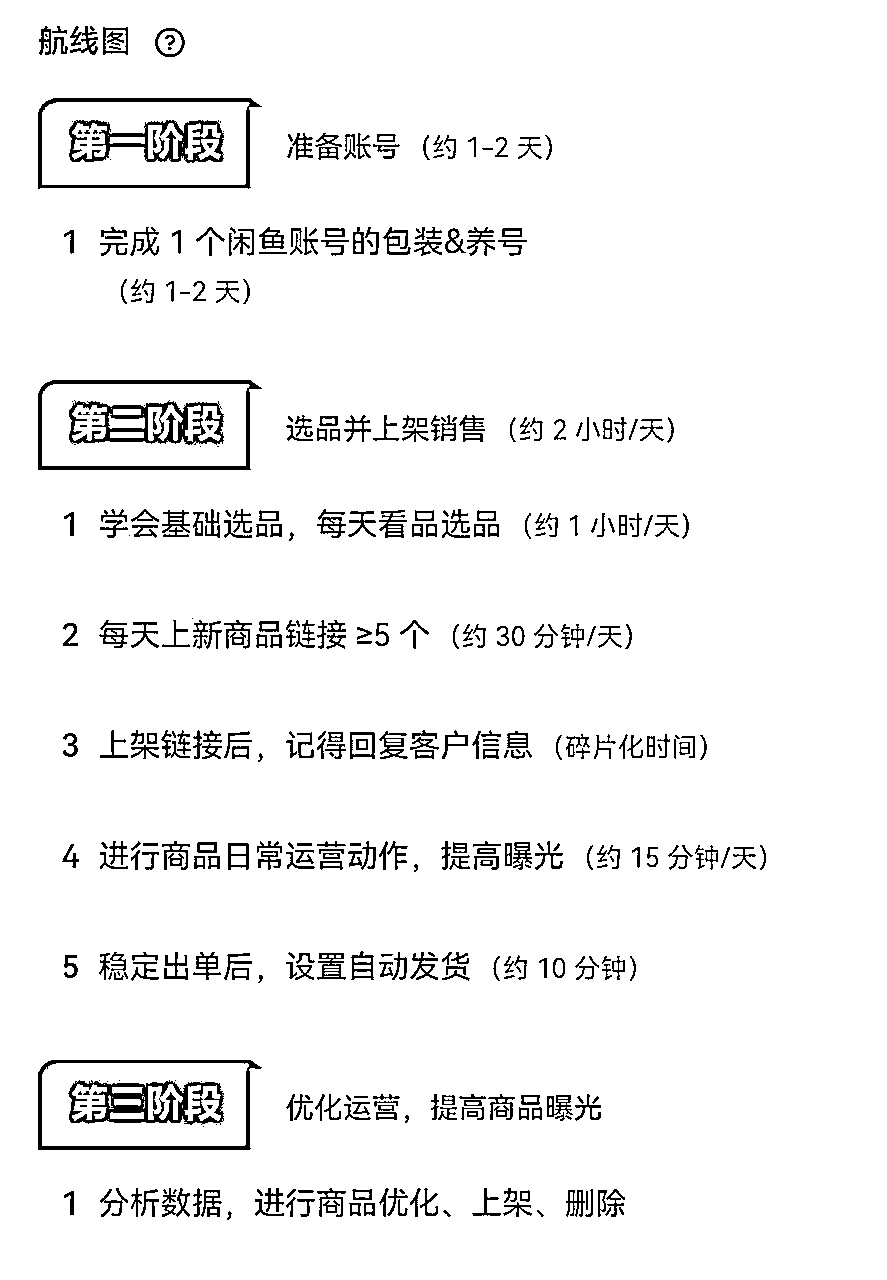 航线图 ?
第一阶段 准备账号（约 1-2 天）
1 完成 1 个闲鱼账号的包装&养号
（约 1-2 天）
第二阶段 选品并上架销售（约 2 小时/天）
1 学会基础选品，每天看品选品（约 1 小时/天）
2 每天上新商品链接 ≥5 个（约 30 分钟/天）
3 上架链接后，记得回复客户信息（碎片化时间）
4 进行商品日常运营动作，提高曝光（约 15 分钟/天）
5 稳定出单后，设置自动发货（约 10 分钟）
第三阶段 优化运营，提高商品曝光
1 分析数据，进行商品优化、上架、删除